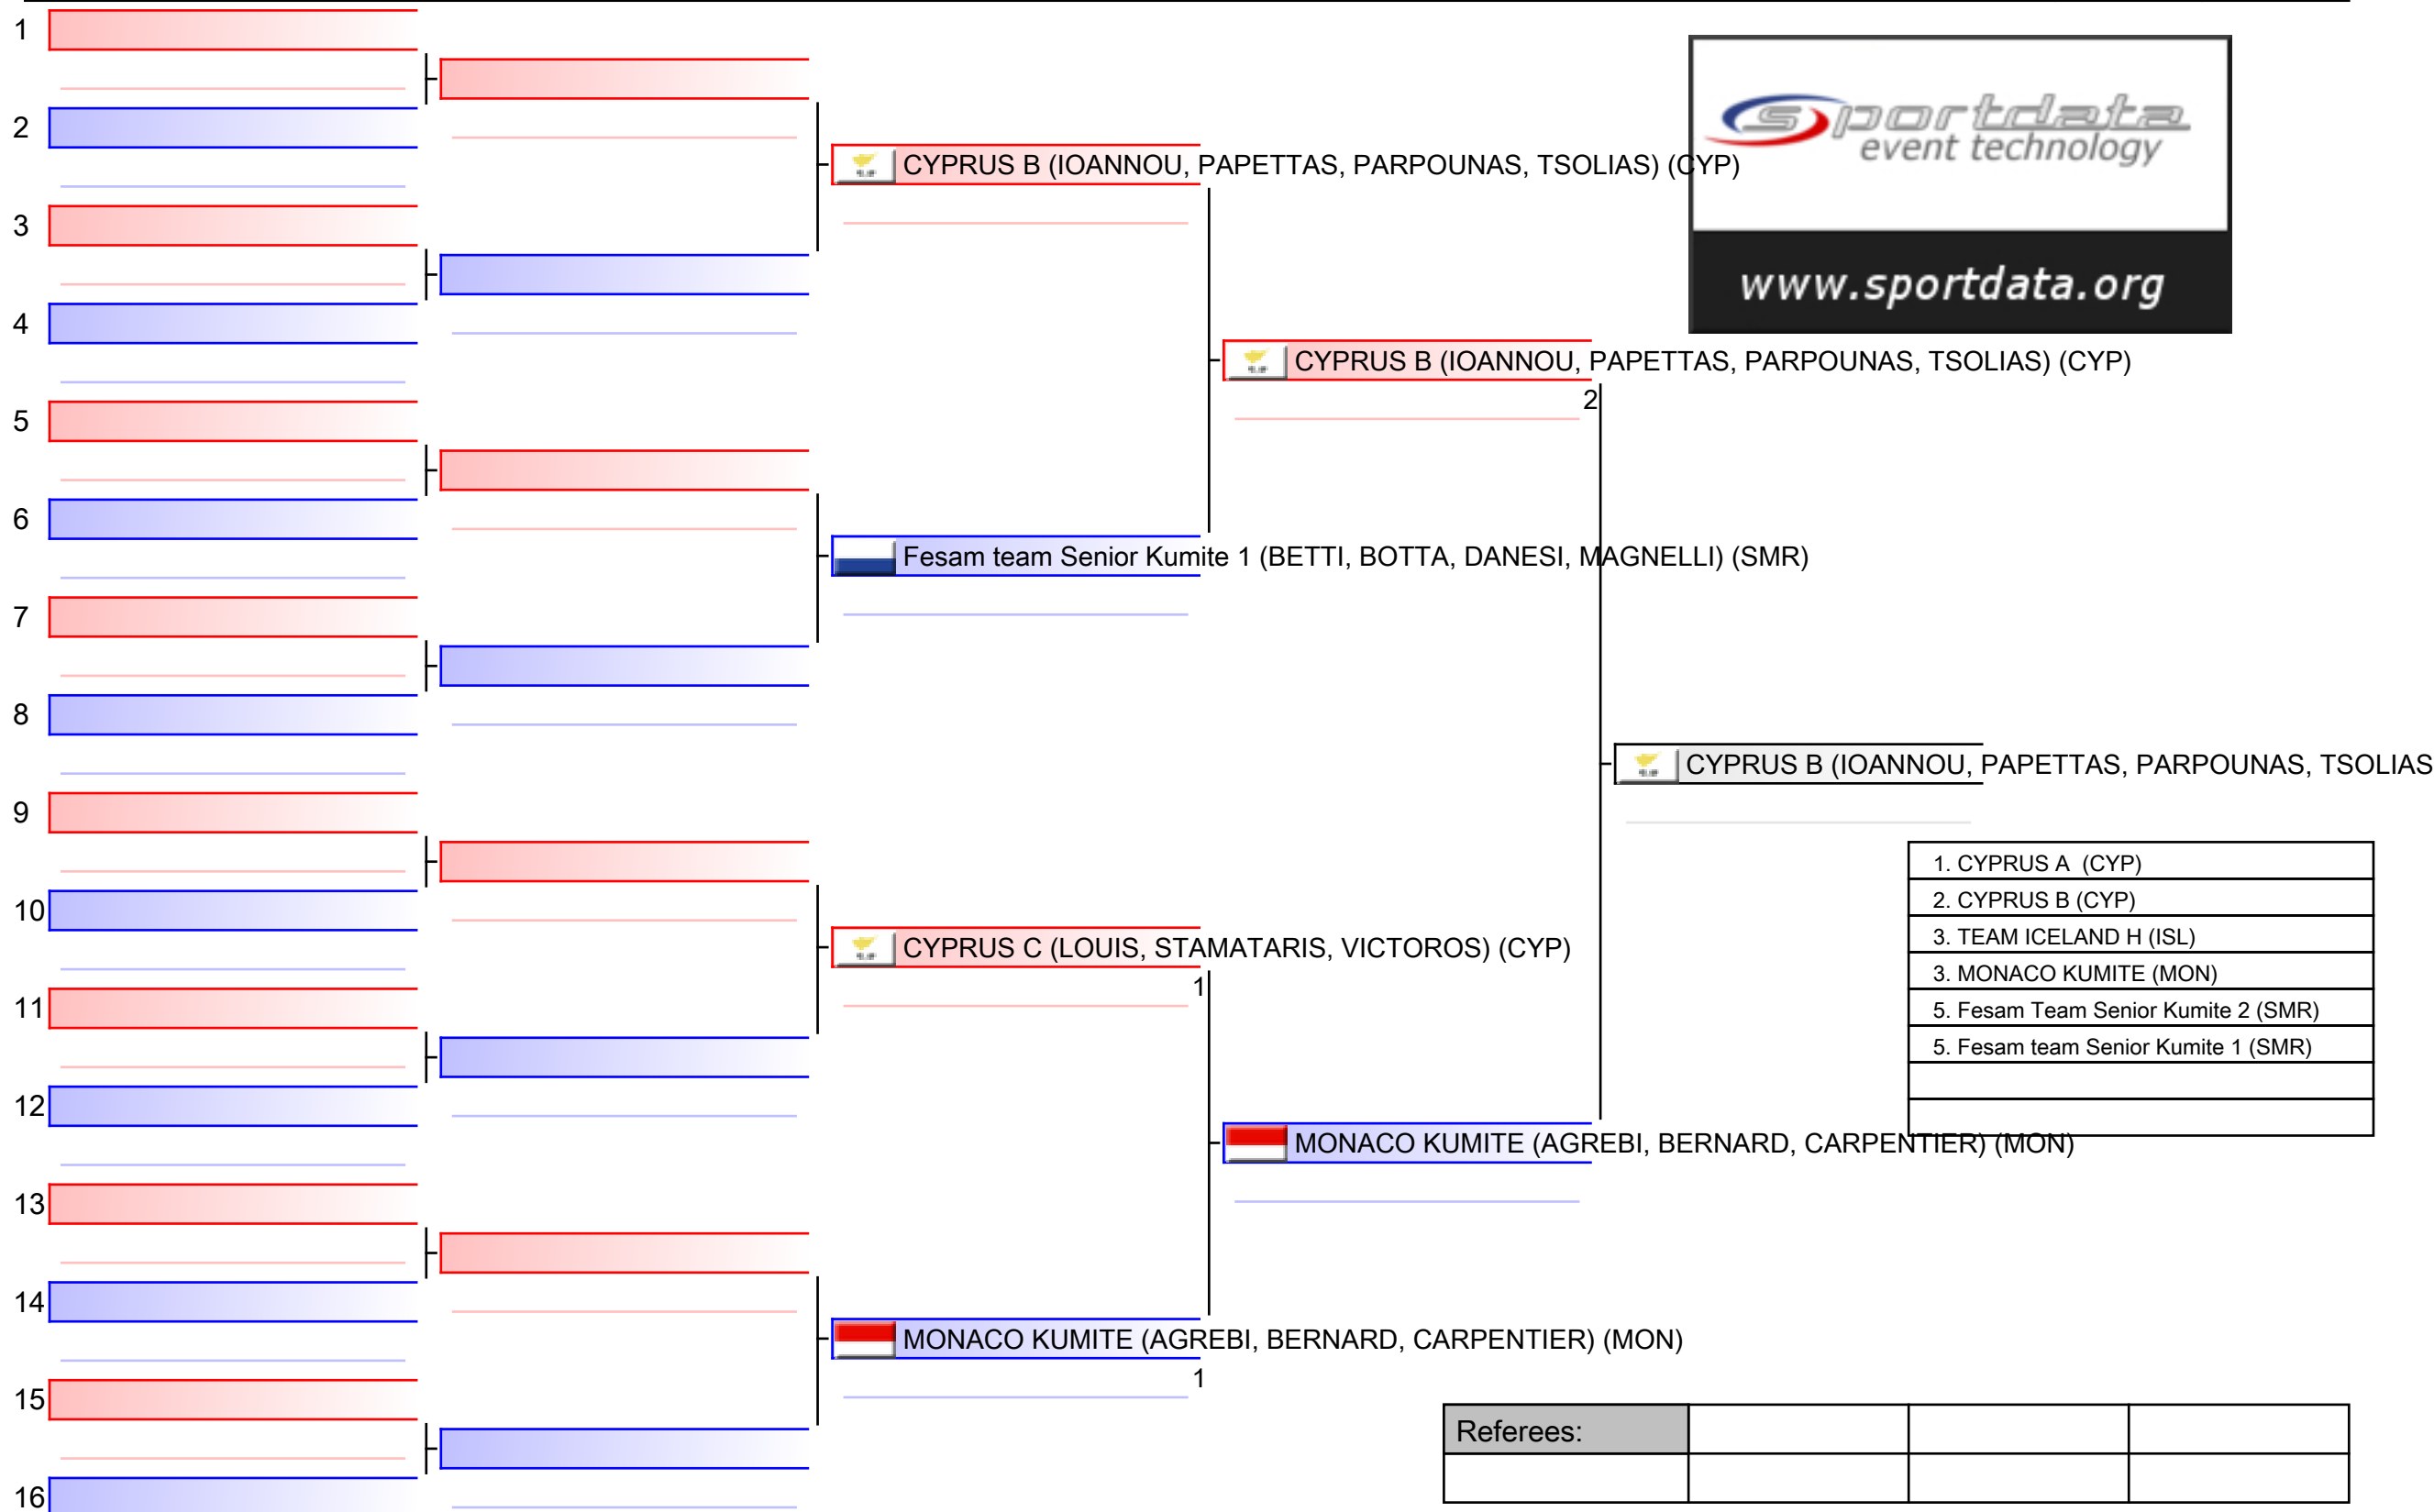 1
2
3
4
5
6
7
8
9
10
11
12
13
14
15
16
CYPRUS B (IOANNOU, PAPETTAS, PARPOUNAS, TSOLIAS) (CYP)
Fesam team Senior Kumite 1 (BETTI, BOTTA, DANESI, MAGNELLI) (SMR)
CYPRUS C (LOUIS, STAMATARIS, VICTOROS) (CYP)
1
MONACO KUMITE (AGREBI, BERNARD, CARPENTIER) (MON)
1
CYPRUS B (IOANNOU, PAPETTAS, PARPOUNAS, TSOLIAS) (CYP)
2
MONACO KUMITE (AGREBI, BERNARD, CARPENTIER) (MON)
CYPRUS B (IOANNOU, PAPETTAS, PARPOUNAS, TSOLIAS
sportdata
event technology
www.sportdata.org
1. CYPRUS A (CYP)
2. CYPRUS B (CYP)
3. TEAM ICELAND H (ISL)
3. MONACO KUMITE (MON)
5. Fesam Team Senior Kumite 2 (SMR)
5. Fesam team Senior Kumite 1 (SMR)
Referees: